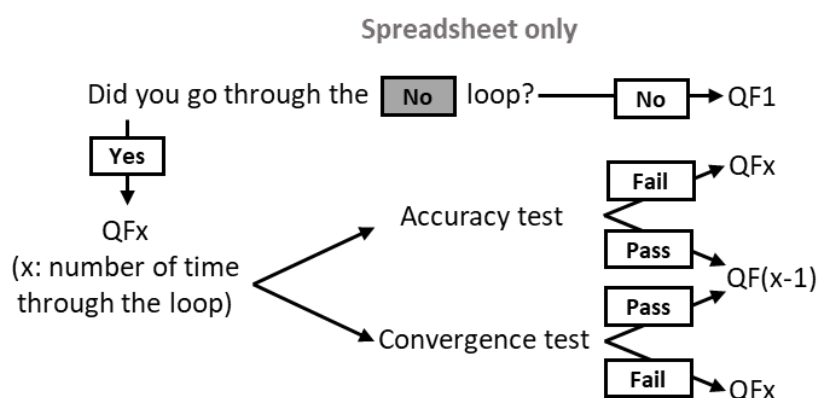 Spreadsheet only
Did you go through the No loop? No QF1
Yes
QFx
(x: number of time
through the loop)
Accuracy test
Fail
QFx
Pass
QF(x-1)
Pass
Convergence test
Fail
QFx